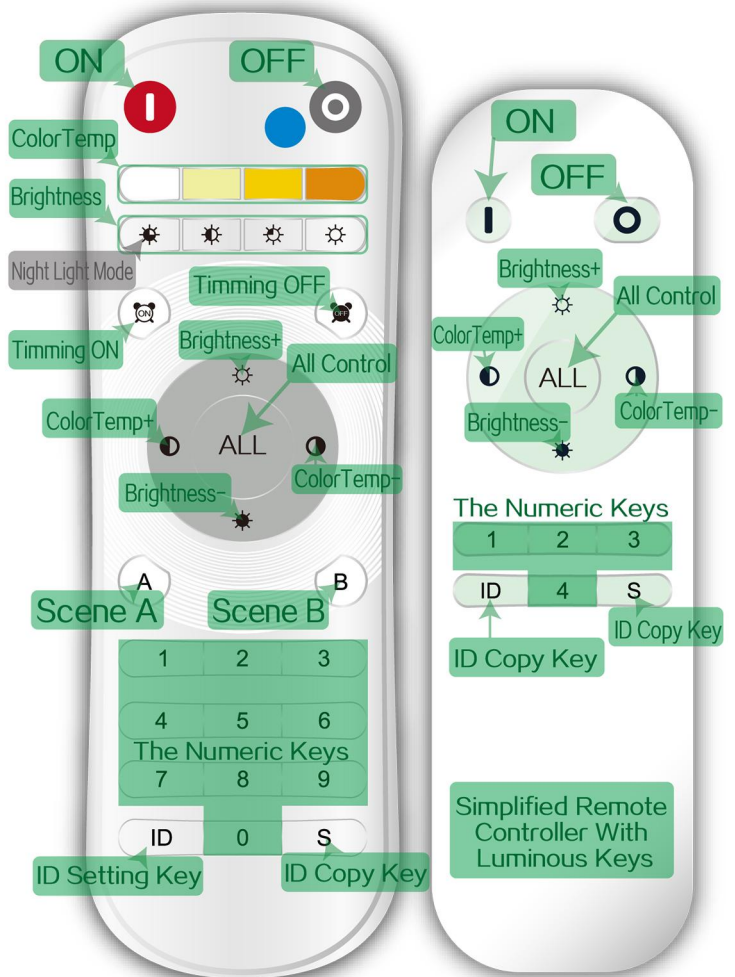 ON
OFF
ColorTemp
Brightness
Night Light Mode
Timming OFF
ON
OFF
Timming ON
Brightness+
All Control
ColorTemp+
ALL
Brightness-
ColorTemp-
A
B
Scene A
Scene B
1 2 3
4 5 6
The Numeric Keys
7 8 9
ID 0 S
ID Setting Key
ID Copy Key
ON
OFF
Brightness+
All Control
ColorTemp+
ALL
Brightness-
ColorTemp-
The Numeric Keys
1 2 3
ID 4 S
ID Copy Key
ID Copy Key
Simplified Remote
Controller With
Luminous Keys